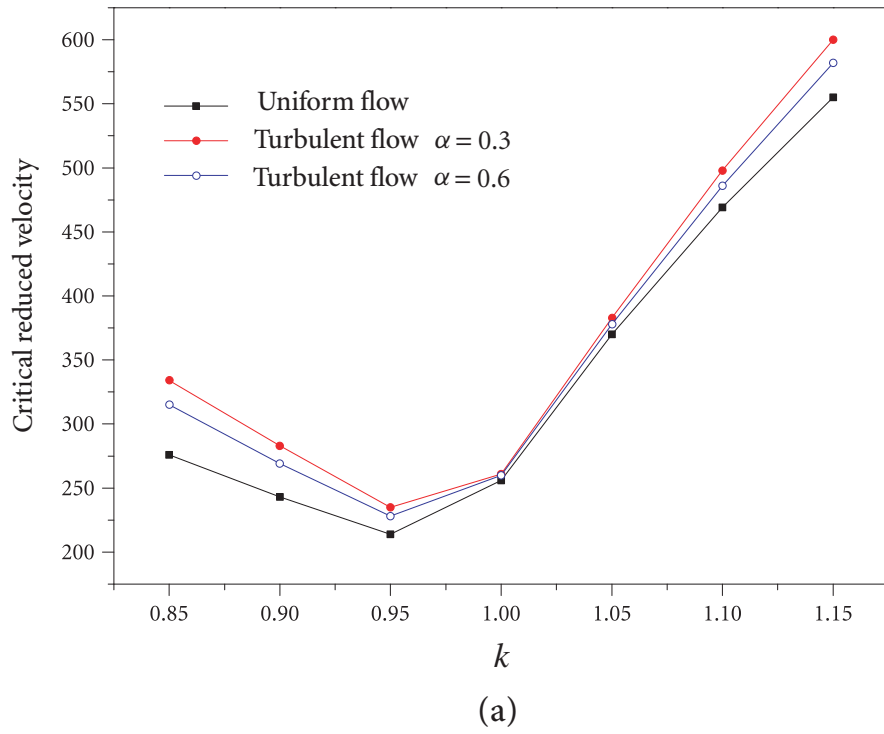 600
550
500
450
400
350
300
250
200
Critical reduced velocity
Uniform flow
Turbulent flow α = 0.3
Turbulent flow α = 0.6
0.85 0.90 0.95 1.00 1.05 1.10 1.15
k
(a)